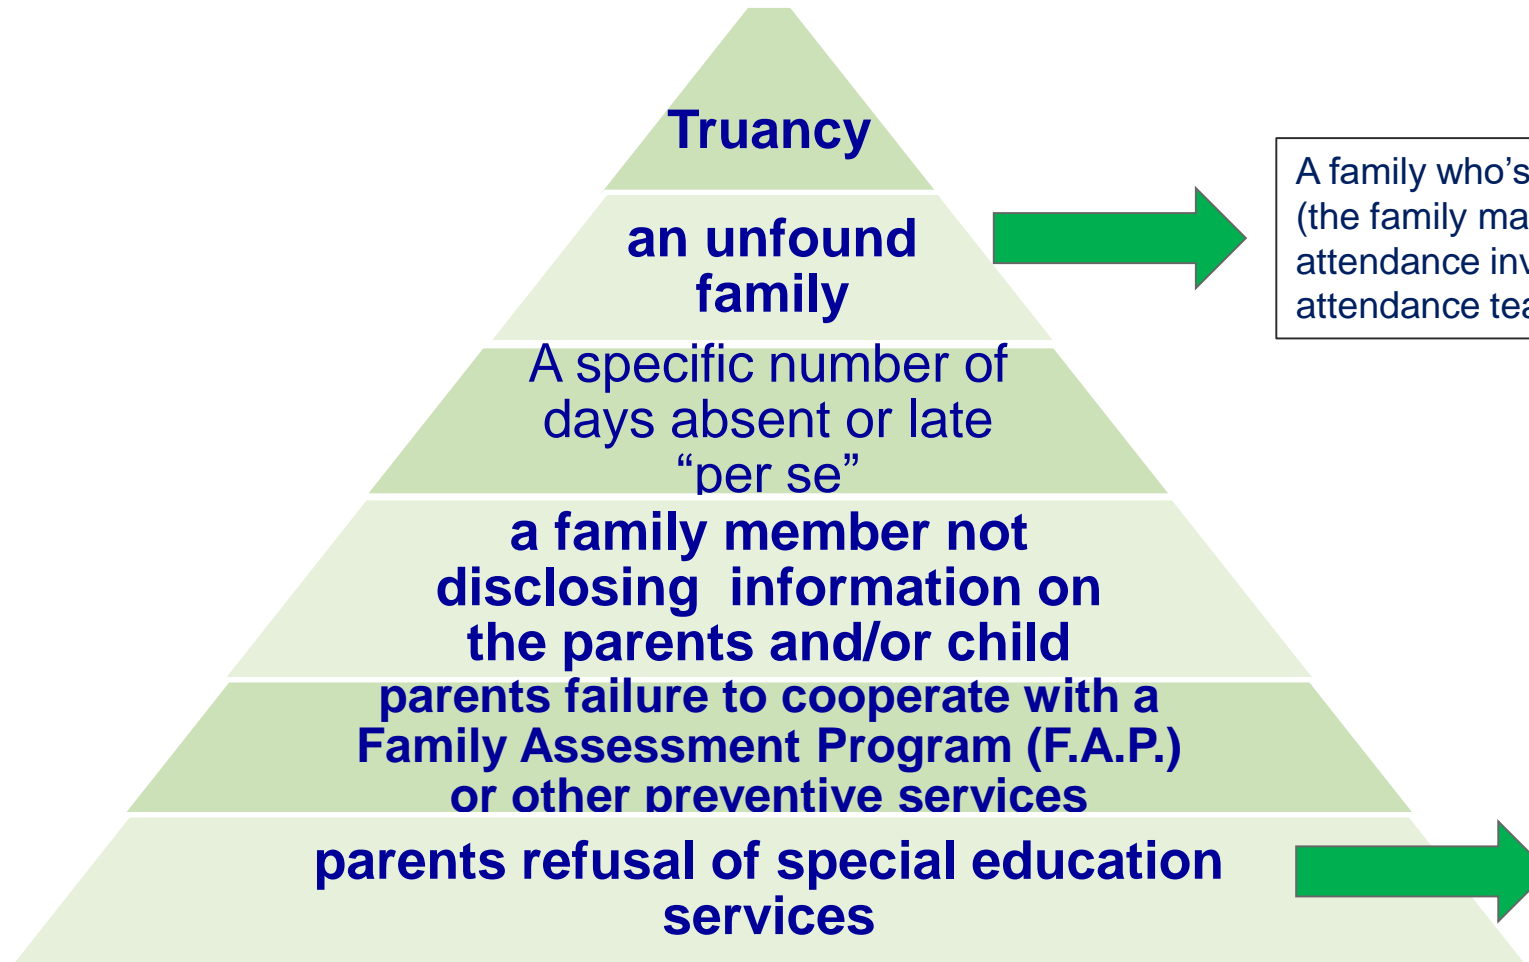 Truancy
an unfound
family
A family who's
(the family ma
attendance inv
attendance tea
A specific number of
days absent or late
“per se”
a family member not
disclosing  information on
the parents and/or child
parents failure to cooperate with a
Family Assessment Program (F.A.P.)
or other preventive services
parents refusal of special education
services